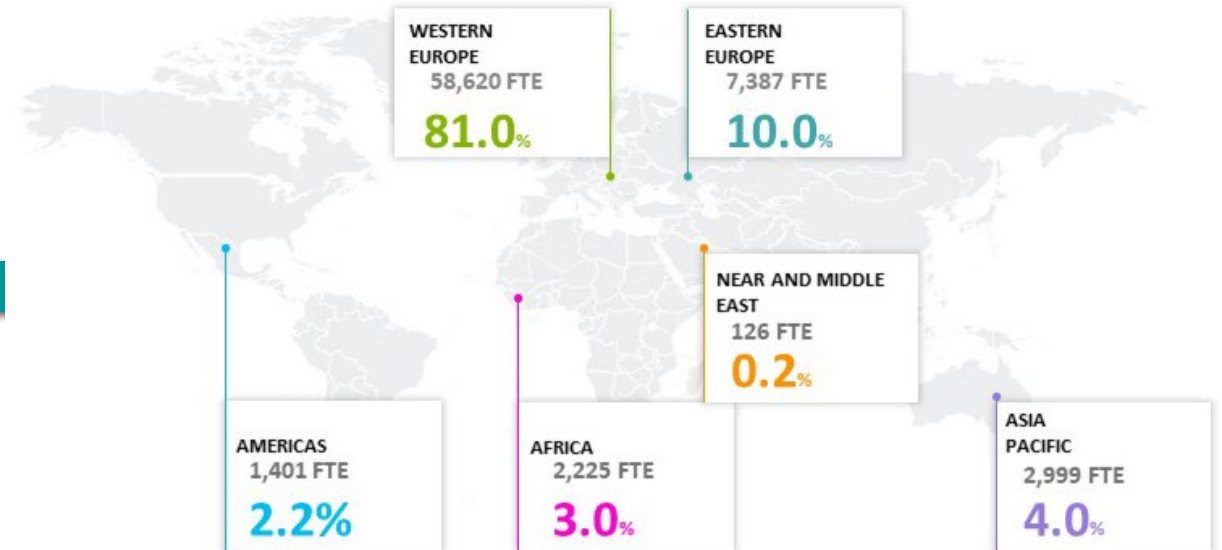 WESTERN
EUROPE
58,620 FTE
81.0%
EASTERN
EUROPE
7,387 FTE
10.0%
NEAR AND MIDDLE
EAST
126 FTE
0.2%
AMERICAS
1,401 FTE
2.2%
AFRICA
2,225 FTE
3.0%
ASIA
PACIFIC
2,999 FTE
4.0%